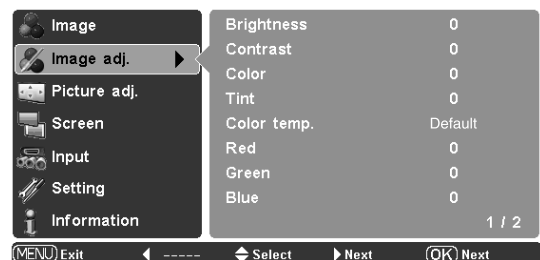 Image
Image adj.
Picture adj.
Screen
Input
Setting
Information
Brightness 0
Contrast 0
Color 0
Tint 0
Color temp. Default
Red 0
Green 0
Blue 0
1 / 2
MENU Exit ----- Select Next OK Next